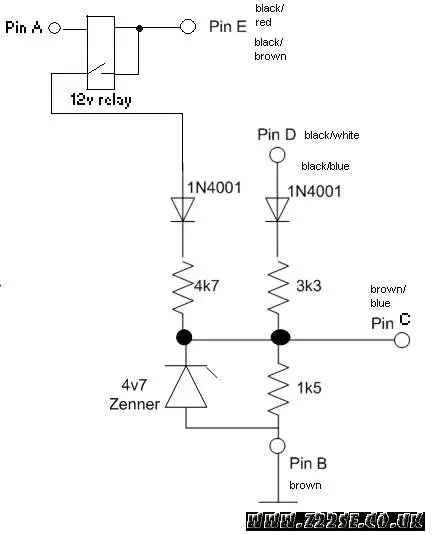 black/
red
Pin A
Pin E
black/
brown
12v relay
Pin D
black/white
black/blue
1N4001
1N4001
4k7
3k3
brown/
blue
Pin C
4v7
Zenner
1k5
Pin B
brown
WWW.Z22SE.CO.UK